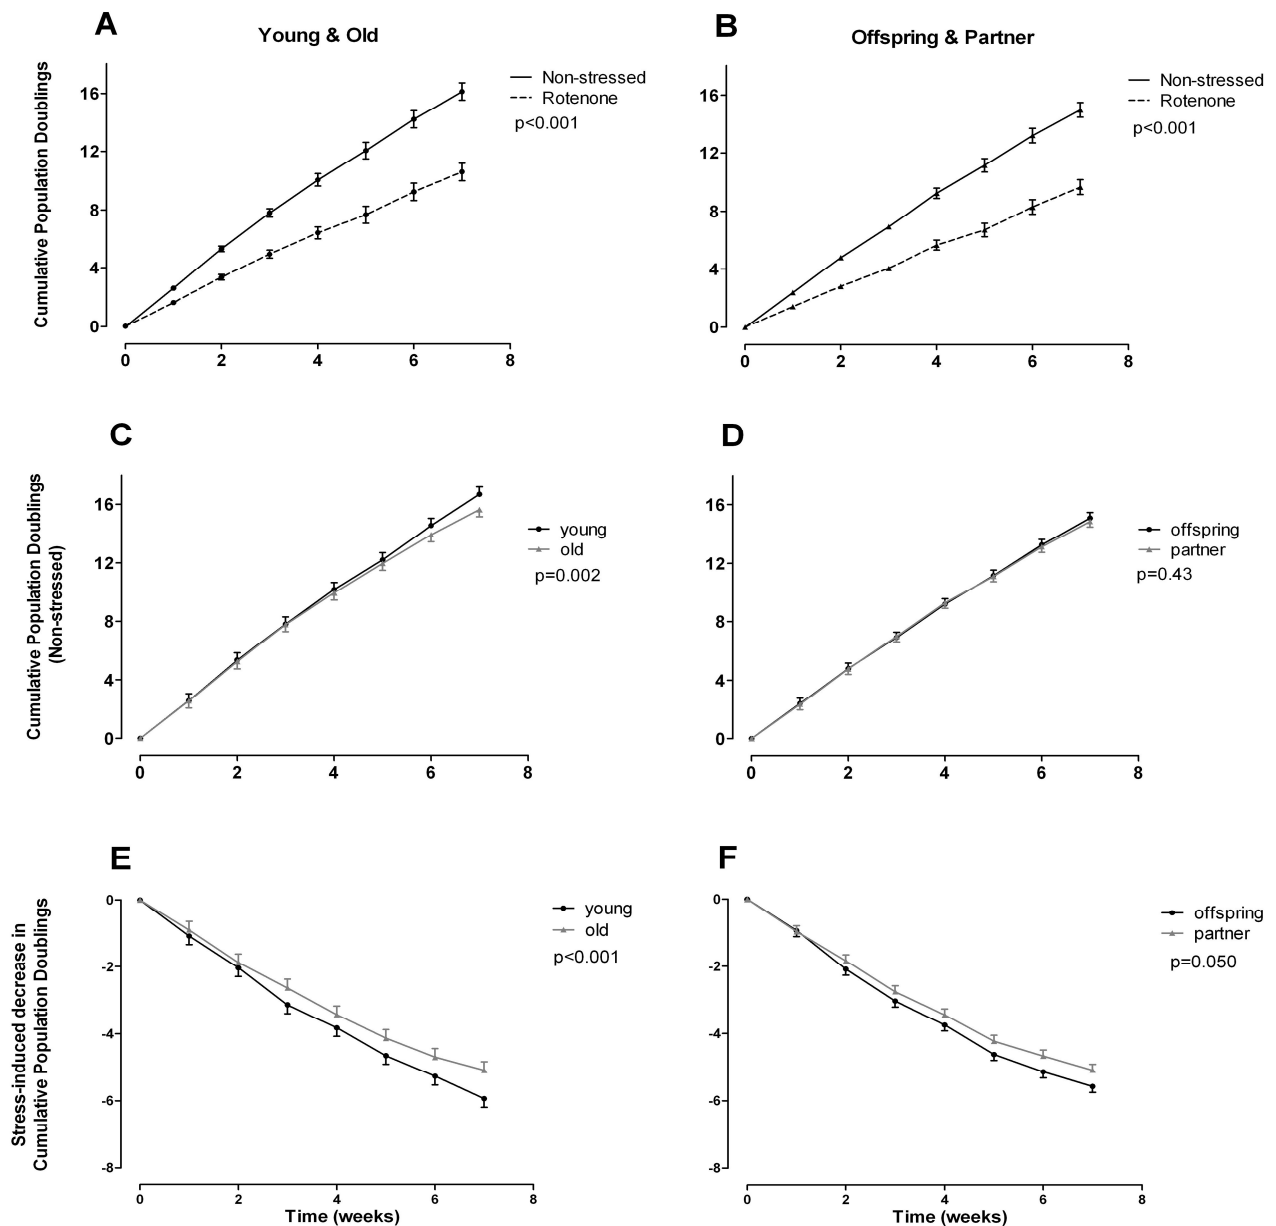 A
Young & Old
Cumulative Population Doublings
16
12
8
4
0
0 2 4 6 8
Non-stressed
Rotenone
p<0.001
B
Offspring & Partner
16
12
8
4
0
0 2 4 6 8
Non-stressed
Rotenone
p<0.001
C
Cumulative Population Doublings
(Non-stressed)
16
12
8
4
0
0 2 4 6 8
young
old
p=0.002
D
16
12
8
4
0
0 2 4 6 8
offspring
partner
p=0.43
E
Stress-induced decrease in
Cumulative Population Doublings
0
-2
-4
-6
-8
0 2 4 6 8
Time (weeks)
young
old
p<0.001
F
0
-2
-4
-6
-8
0 2 4 6 8
Time (weeks)
offspring
partner
p=0.050